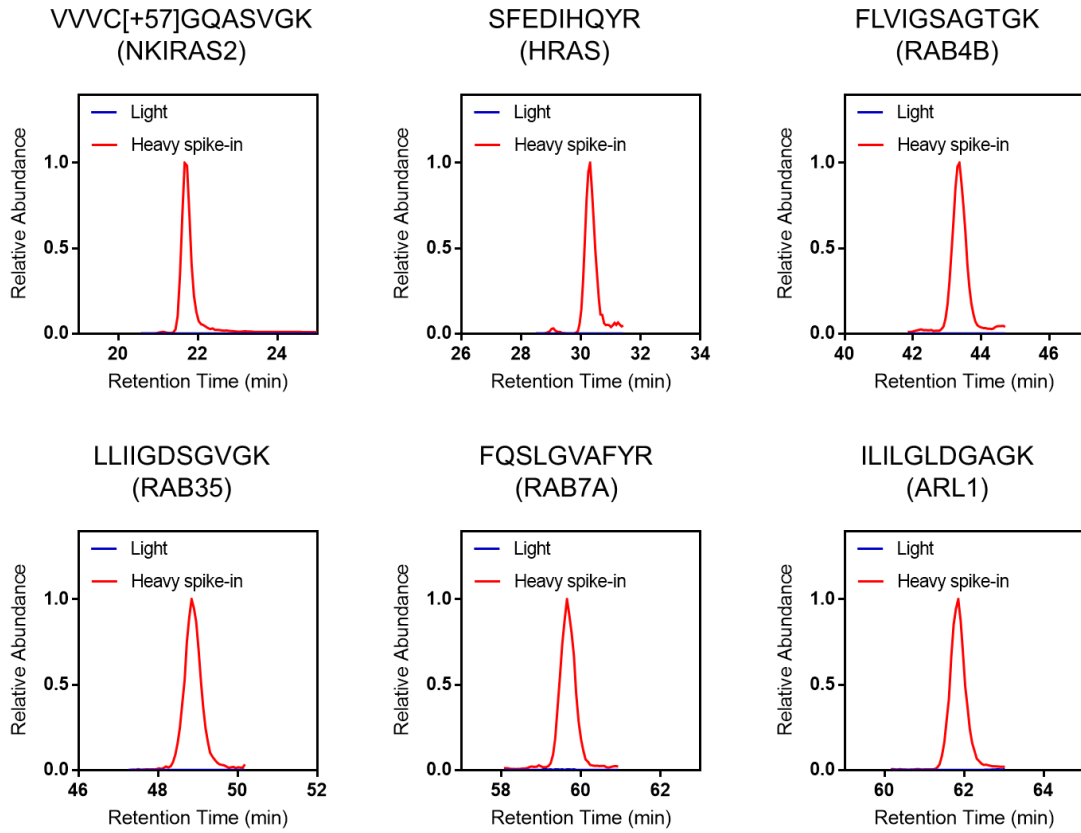 VVVC[+57]GQASVGK
(NKIRAS2)
Light
Heavy spike-in
Relative Abundance
1.0
0.5
0.0
20
22
24
Retention Time (min)
SFEDIHQYR
(HRAS)
Light
Heavy spike-in
Relative Abundance
1.0
0.5
0.0
26
28
30
32
34
Retention Time (min)
FLVIGSAGTGK
(RAB4B)
Light
Heavy spike-in
Relative Abundance
1.0
0.5
0.0
40
42
44
46
Retention Time (min)
LLIIGDSGVGK
(RAB35)
Light
Heavy spike-in
Relative Abundance
1.0
0.5
0.0
46
48
50
52
Retention Time (min)
FQSLGVAFYR
(RAB7A)
Light
Heavy spike-in
Relative Abundance
1.0
0.5
0.0
58
60
62
Retention Time (min)
ILILGLDGAGK
(ARL1)
Light
Heavy spike-in
Relative Abundance
1.0
0.5
0.0
60
62
64
Retention Time (min)